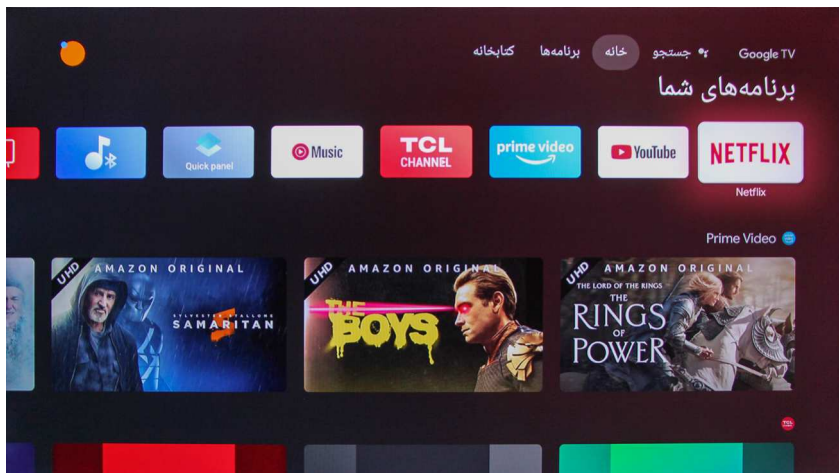 Google TV جستجو خانه برنامه‌ها کتابخانه
برنامه‌های شما
NETFLIX YouTube prime video TCL CHANNEL Music Quick panel
Netflix
Prime Video
UHD AMAZON ORIGINAL THE LORD OF THE RINGS THE RINGS OF POWER
UHD AMAZON ORIGINAL THE BOYS
UHD AMAZON ORIGINAL SYLVESTER STALLONE SAMARITAN
TCL